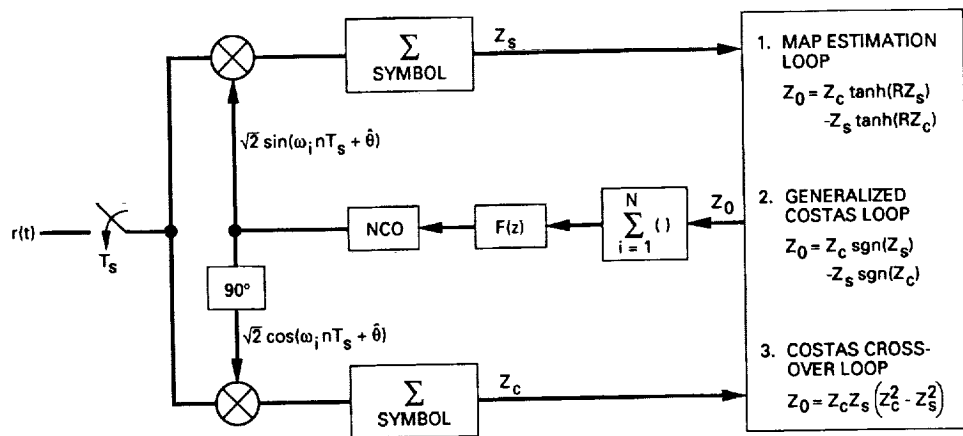 r(t)
T_s
Σ
SYMBOL
Z_s
√2 sin(ω_i nT_s + θ̂)
NCO
F(z)
N
Σ ( )
i = 1
Z_0
90°
√2 cos(ω_i nT_s + θ̂)
Σ
SYMBOL
Z_c
1. MAP ESTIMATION
LOOP
Z_0 = Z_c tanh(RZ_s)
-Z_s tanh(RZ_c)
2. GENERALIZED
COSTAS LOOP
Z_0 = Z_c sgn(Z_s)
-Z_s sgn(Z_c)
3. COSTAS CROSS-
OVER LOOP
Z_0 = Z_c Z_s (Z_c^2 - Z_s^2)